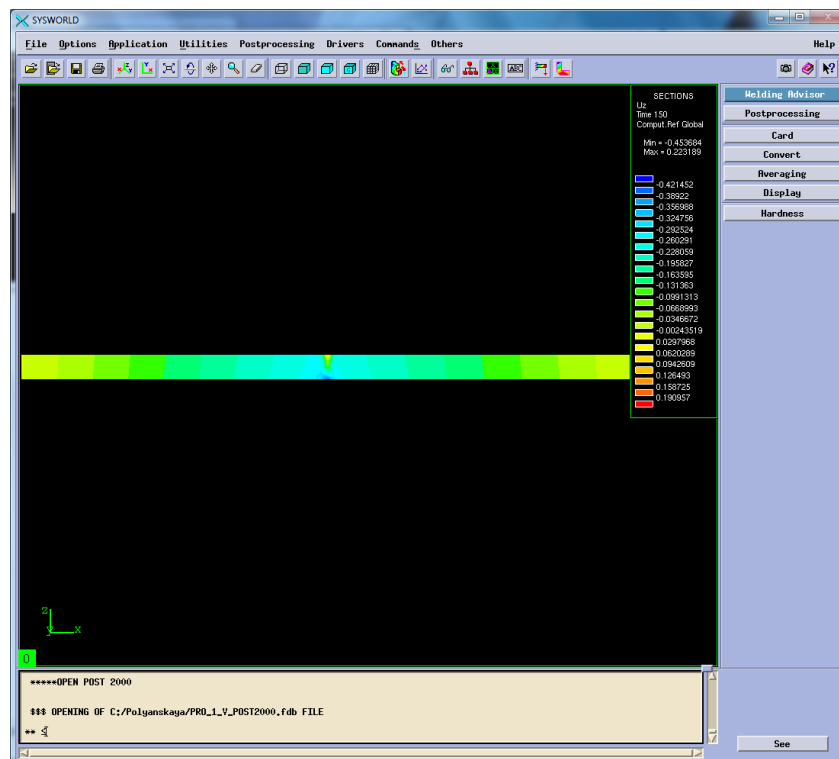 SYSWORLD
File Options Application Utilities Postprocessing Drivers Commands Others Help
ABC
SECTIONS
Uz
Time 150
Comput.Ref Global
Min = -0.453684
Max = 0.223189
-0.421452
-0.38922
-0.356988
-0.324756
-0.292524
-0.260291
-0.228059
-0.195827
-0.163595
-0.131363
-0.0991313
-0.0668993
-0.0346672
-0.00243519
0.0297968
0.0620289
0.0942609
0.126493
0.158725
0.190957
Welding Advisor
Postprocessing
Card
Convert
Averaging
Display
Hardness
z
y x
0
*****OPEN POST 2000
$$$ OPENING OF C:/Polyanskaya/PRO_1_V_POST2000.fdb FILE
**
See